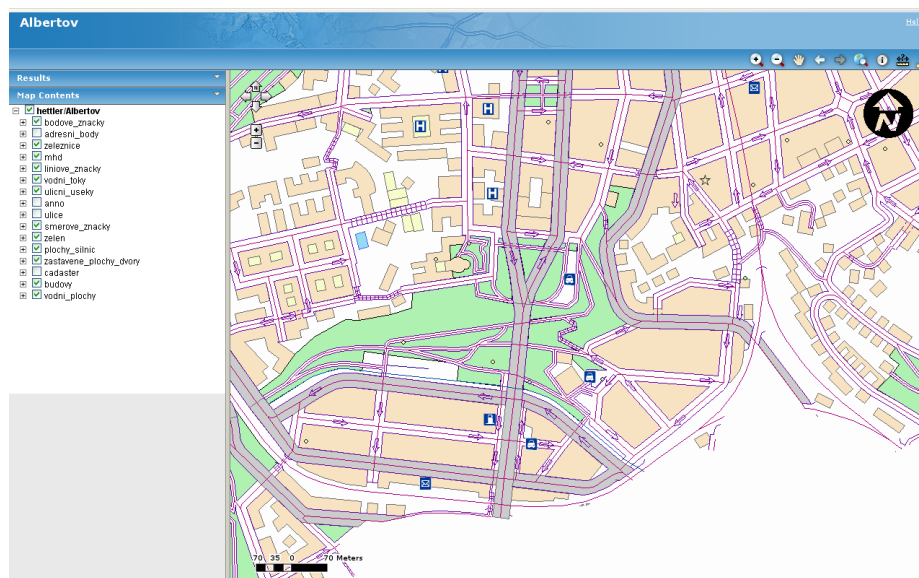 Albertov
Hel
Results
Map Contents
hettler/Albertov
bodove_znacky
adresni_body
zeleznice
mhd
liniove_znacky
vodni_toky
ulicni_useky
anno
ulice
smerove_znacky
zelen
plochy_silnic
zastavene_plochy_dvory
cadaster
budovy
vodni_plochy
N
H
H
H
H
N
70 35 0 70 Meters